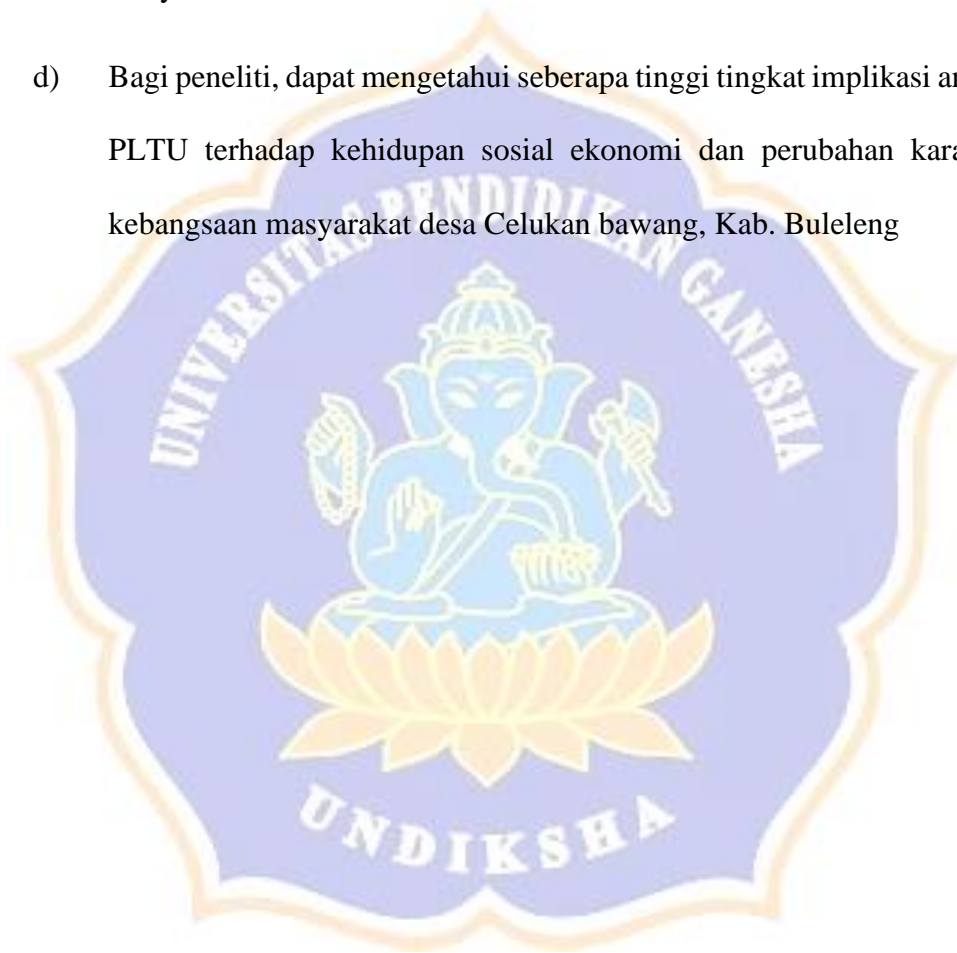 d) Bagi peneliti, dapat mengetahui seberapa tinggi tingkat implikasi
PLTU terhadap kehidupan sosial ekonomi dan perubahan
kebangsaan masyarakat desa Celukan bawang, Kab. Buleleng
UNIVERSITAS PENDIDIKAN GANESHA
UNDIKSHA